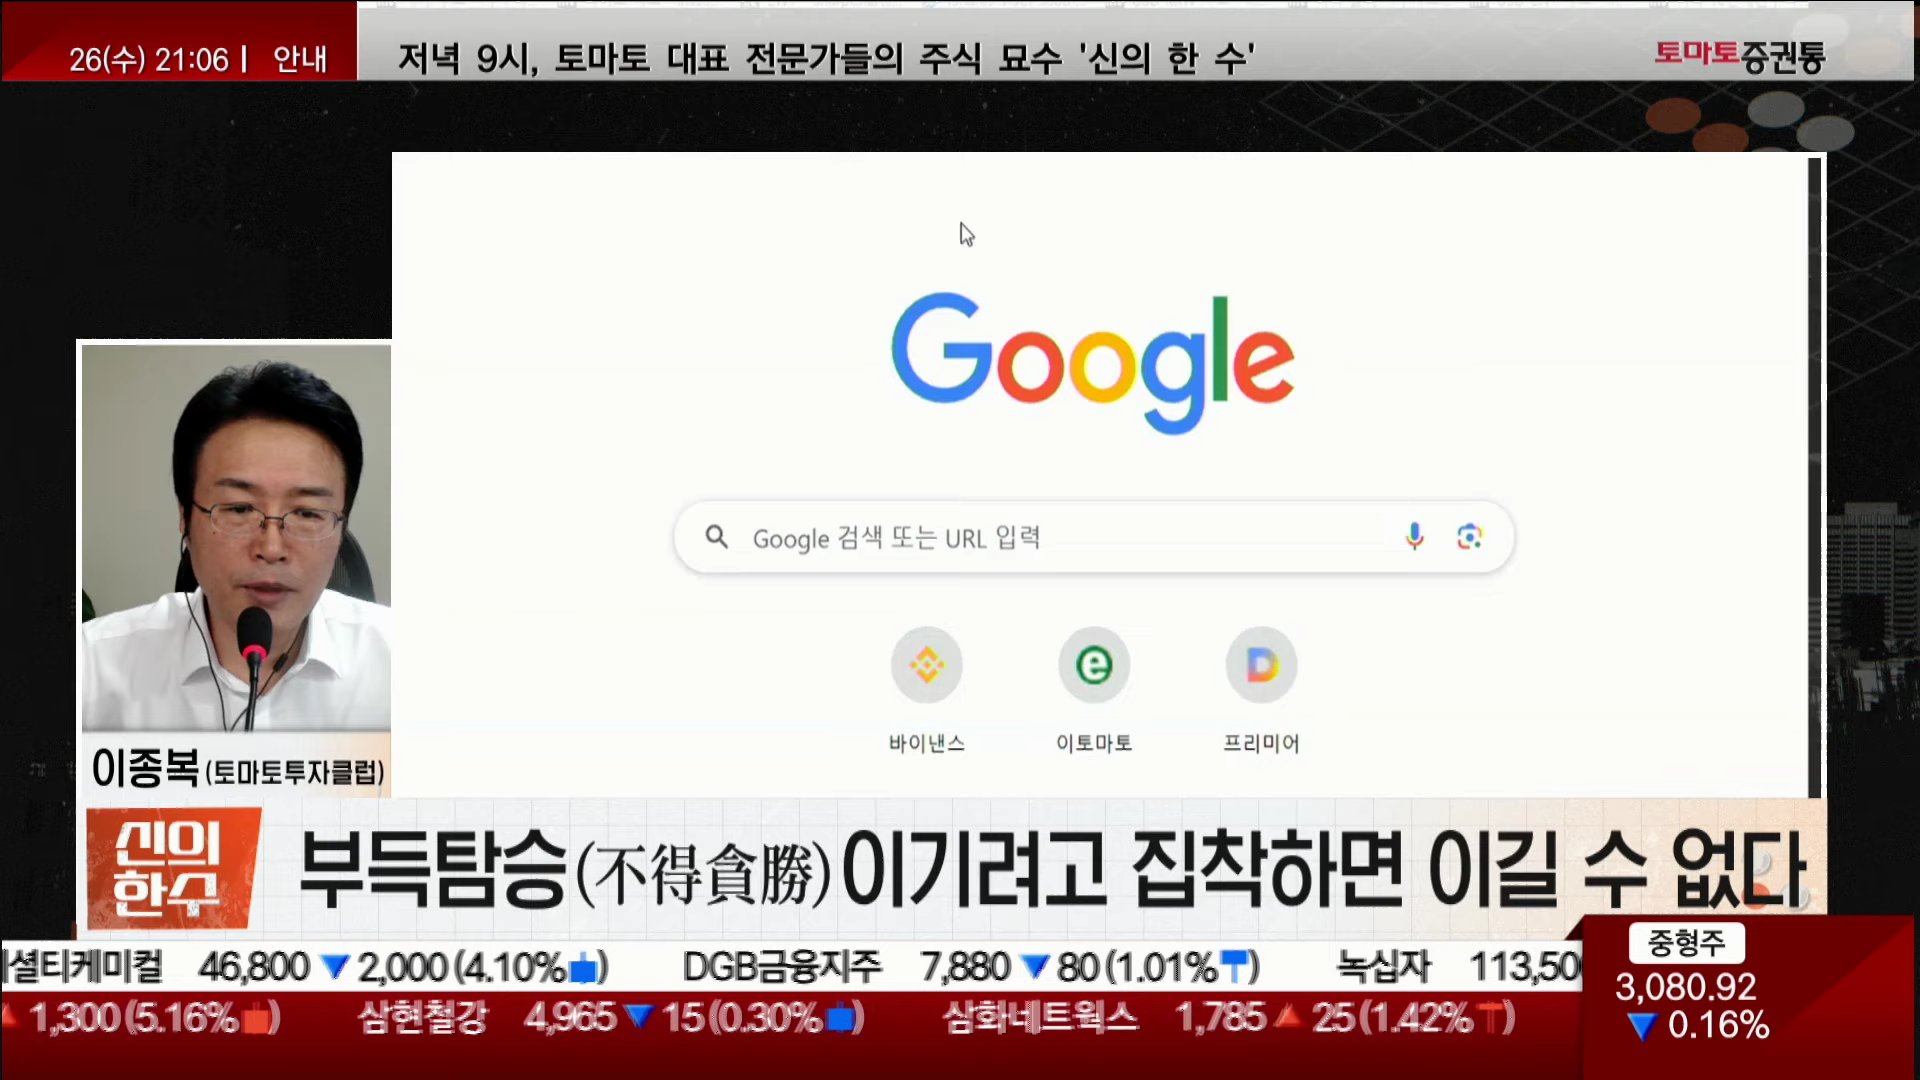 26(수) 21:06 | 안내
저녁 9시, 토마토 대표 전문가들의 주식 묘수 '신의 한 수'
토마토증권통
Google
Google 검색 또는 URL 입력
바이낸스 이토마토 프리미어
이종복(토마토투자클럽)
신의 한수
부득탐승(不得貪勝)이기려고 집착하면 이길 수 없다
셜티케미컬 46,800 ▼ 2,000(4.10%) DGB금융지주 7,880 ▼ 80(1.01%) 녹십자 113,50
▲ 1,300(5.16%) 삼현철강 4,965 ▼ 15(0.30%) 삼화네트웍스 1,785 ▲ 25(1.42%)
중형주
3,080.92
▼ 0.16%